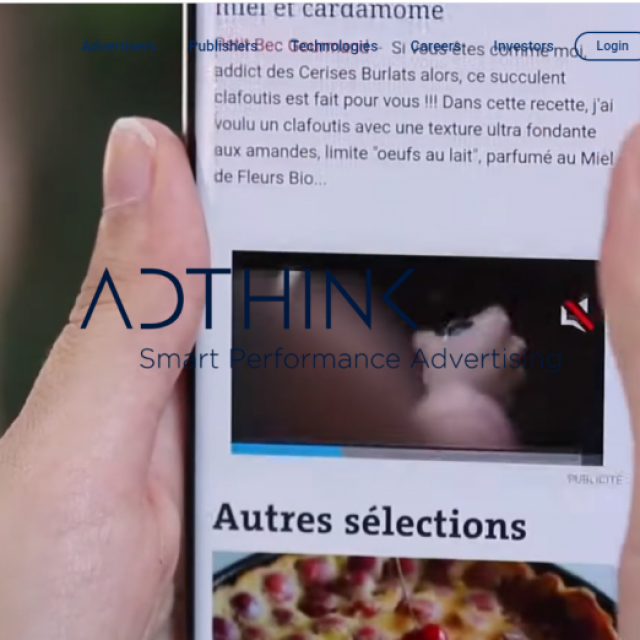 miel et cardamome
Advertisers Publishers Technologies Careers Investors Login
Bec Si vous êtes comme moi,
addict des Cerises Burlats alors, ce succulent
clafoutis est fait pour vous !!! Dans cette recette, j'ai
voulu un clafoutis avec une texture ultra fondante
aux amandes, limite "oeufs au lait", parfumé au Miel
de Fleurs Bio...
ADTHINK
Smart Performance Advertising
PUBLICITÉ
Autres sélections